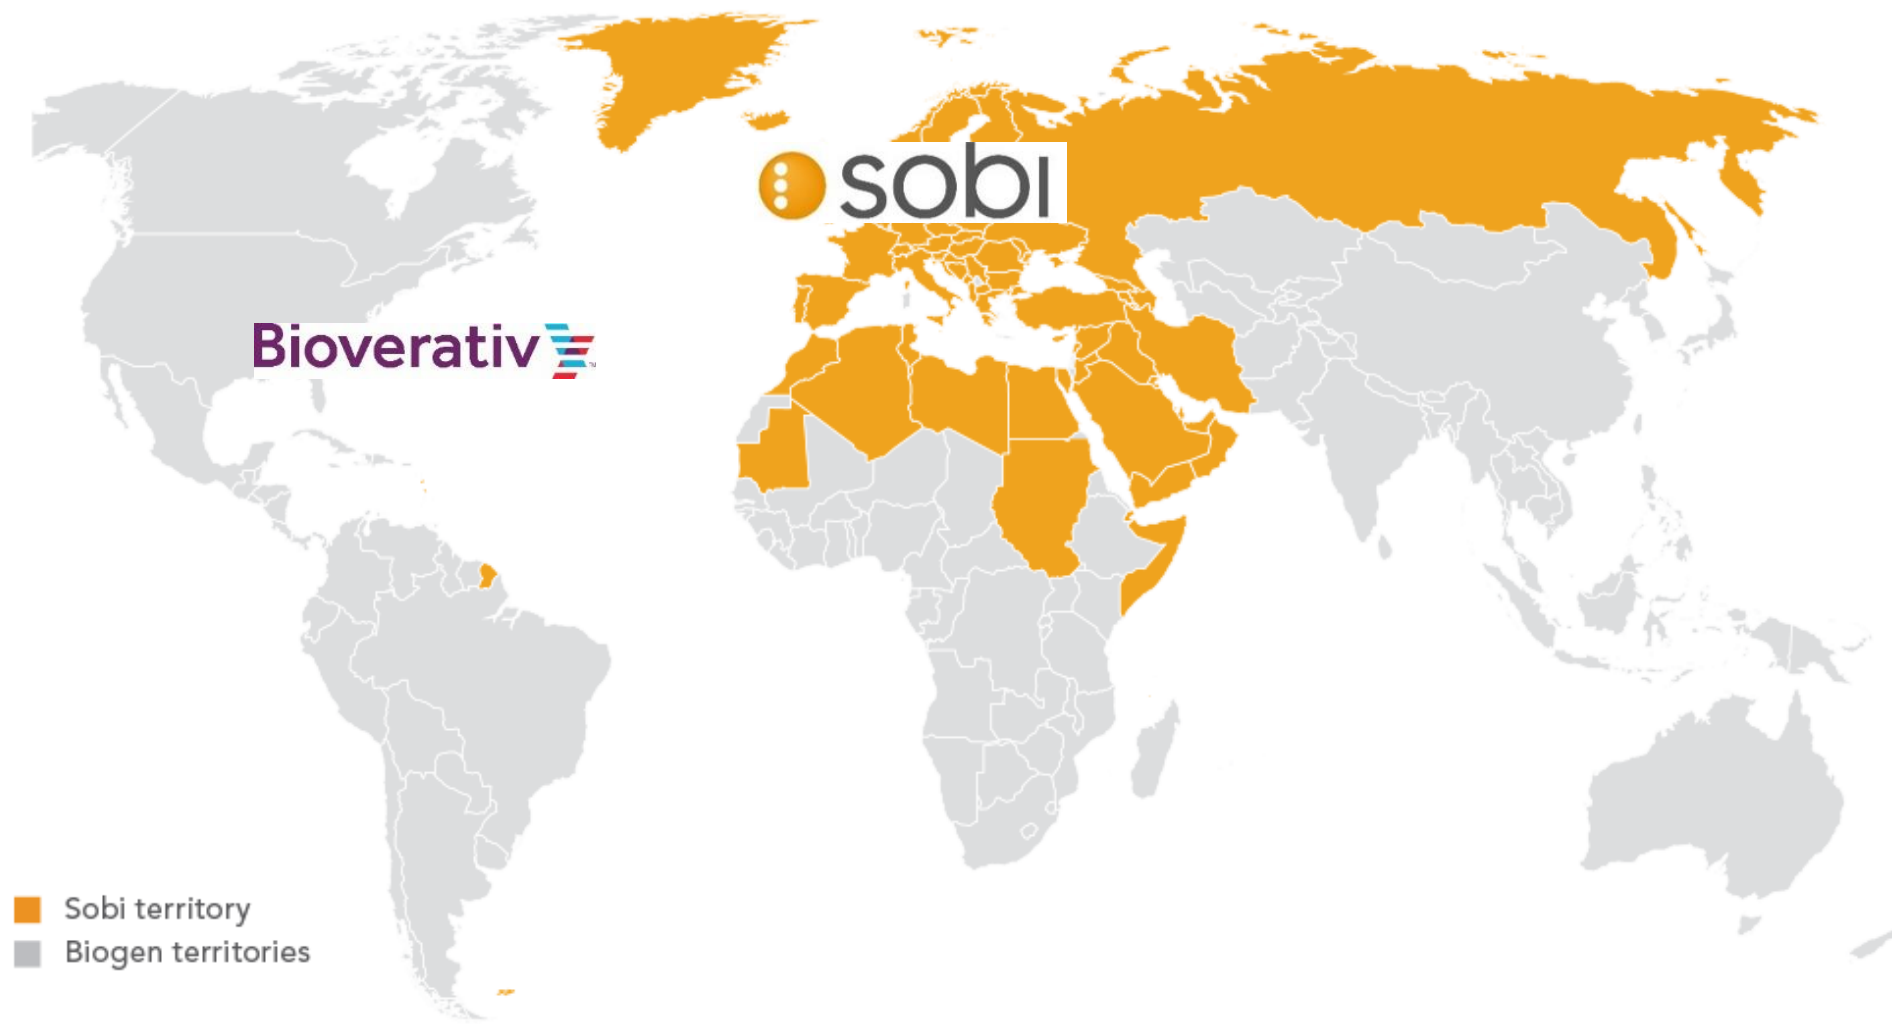 sobi
Bioverativ
Sobi territory
Biogen territories